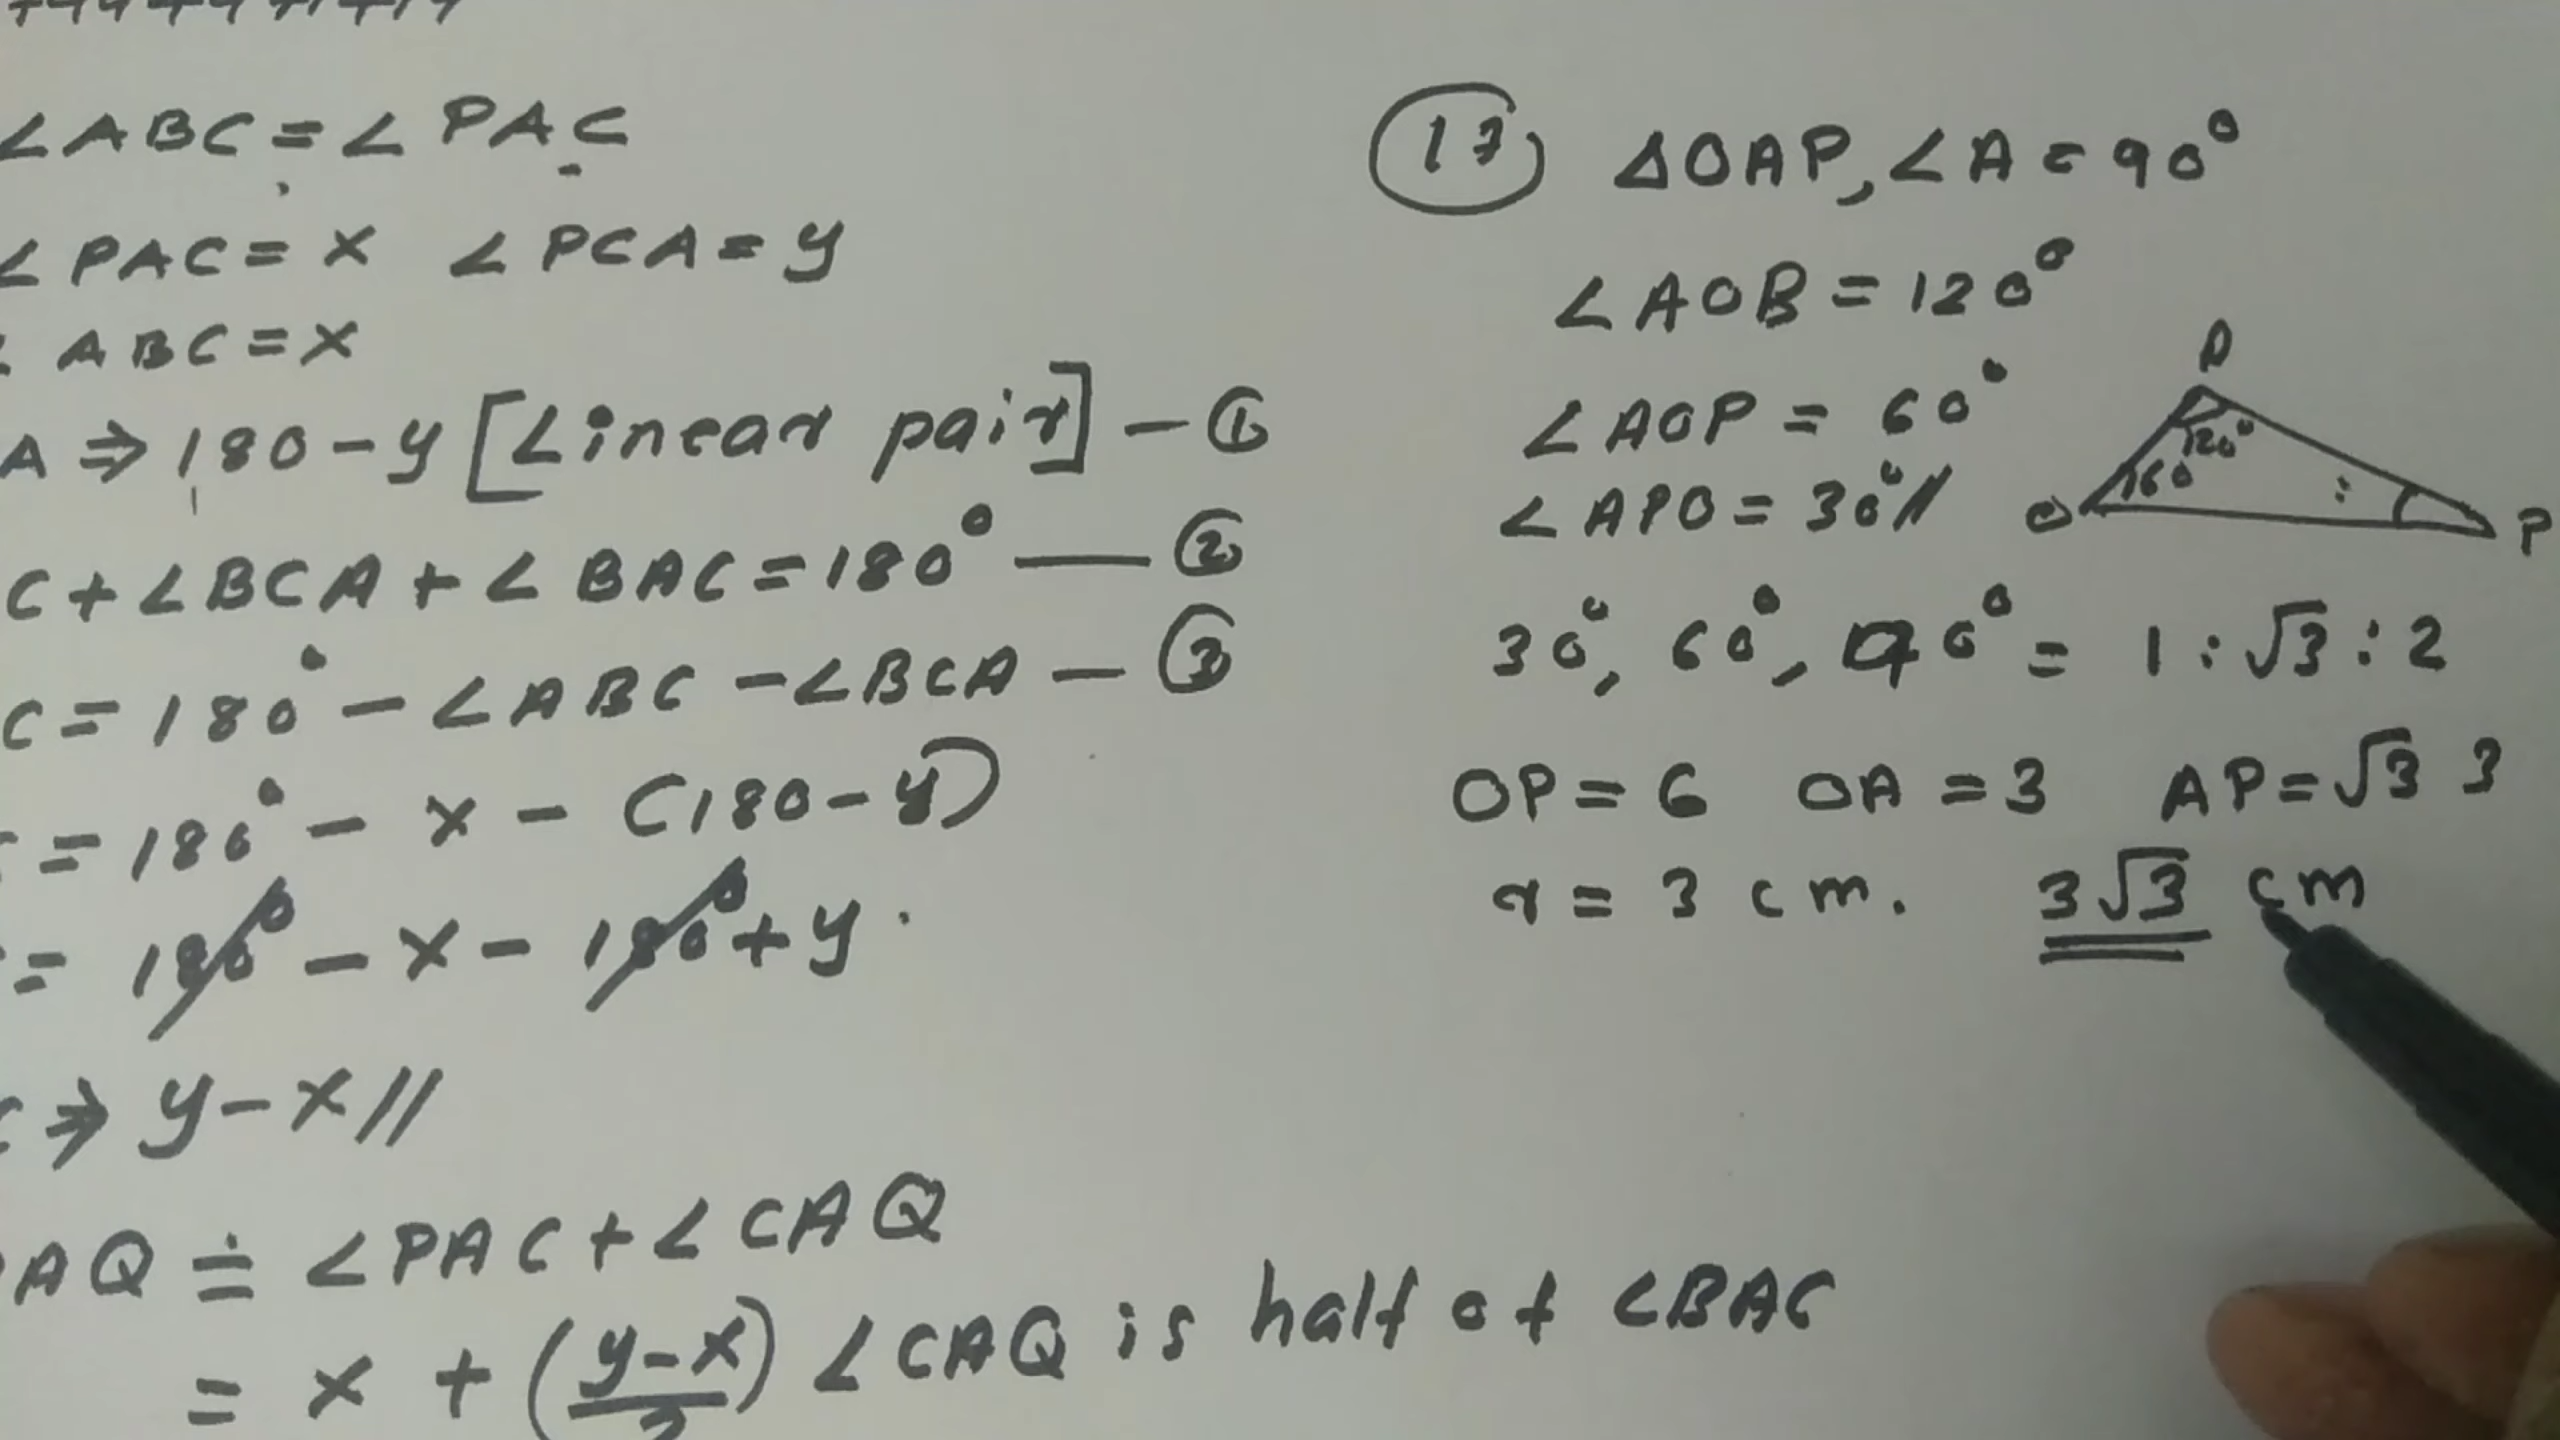 ∠ABC = ∠PAC
∠PAC = x ∠PCA = y
ABC = x
A ⇒ 180 - y [Linear pair] - ①
C + ∠BCA + ∠BAC = 180° — ②
C = 180° - ∠ABC - ∠BCA - ③
= 180° - x - (180 - y)
= 180° - x - 180° + y
⇒ y - x //
AQ = ∠PAC + ∠CAQ
= x + (y-x/2) ∠CAQ is half of ∠BAC
17 ΔOAP, ∠A = 90°
∠AOB = 120°
∠AOP = 60°
∠APO = 30° //
A
120°
60°
O
P
30°, 60°, 90° = 1 : √3 : 2
OP = 6 OA = 3 AP = √3 3
r = 3 cm. 3√3 cm